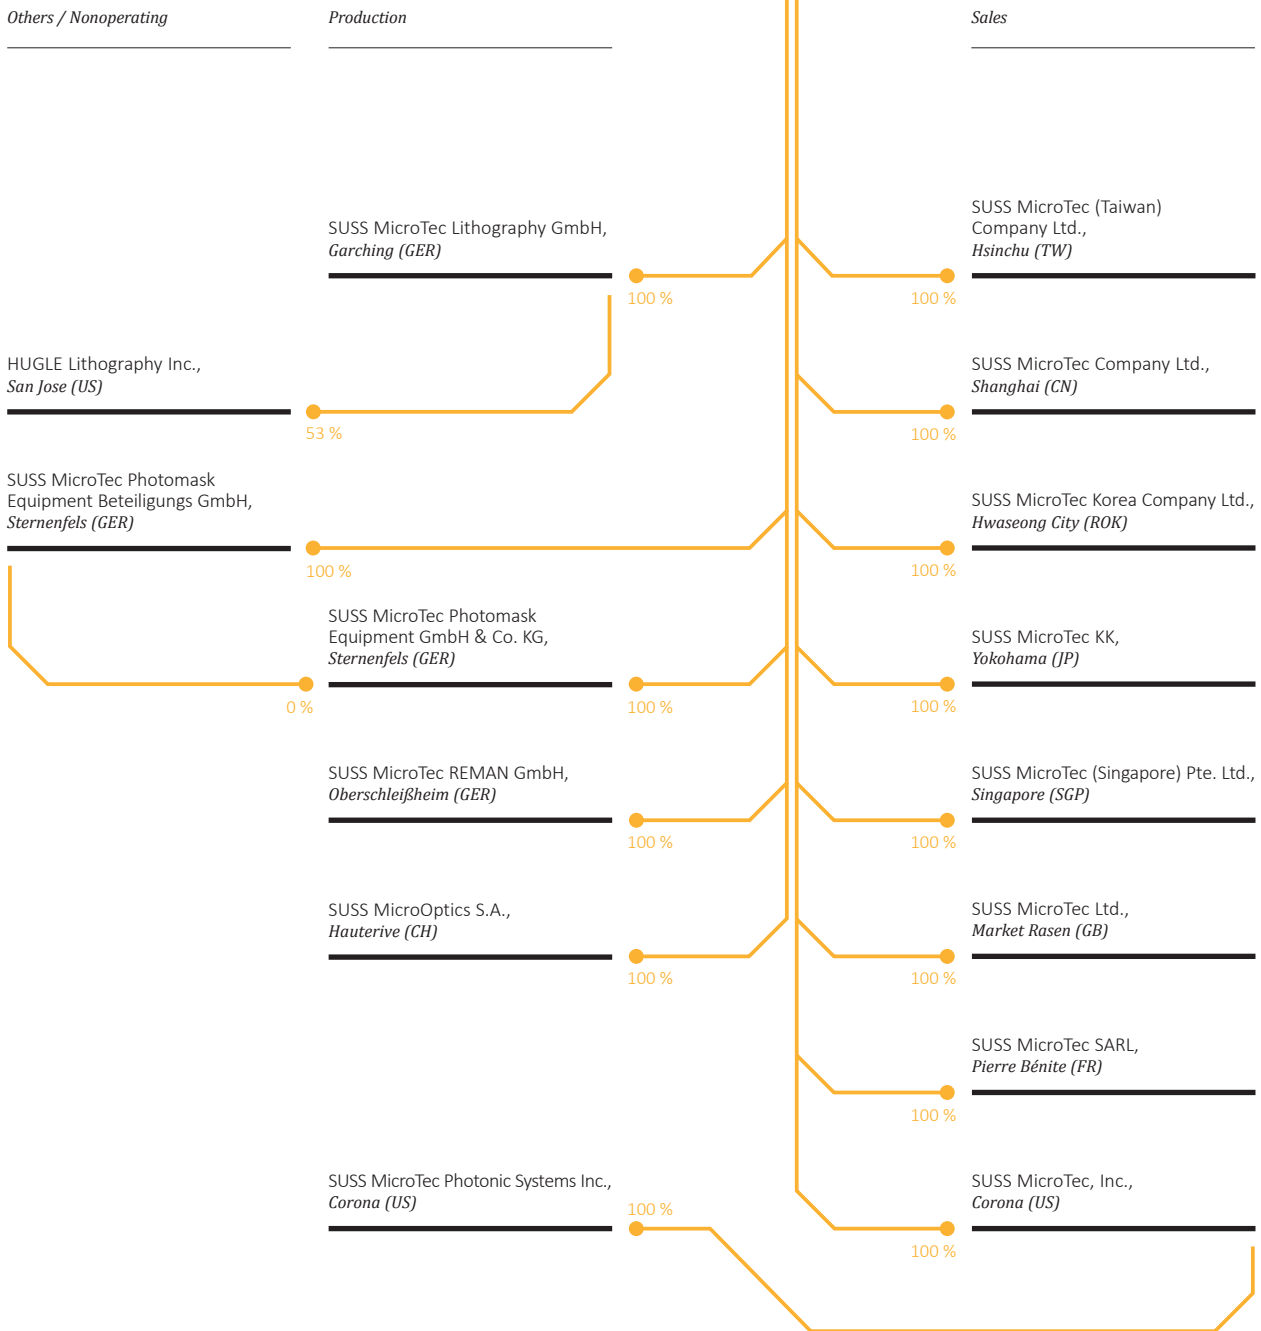 Others / Nonoperating
Production
Sales
SUSS MicroTec (Taiwan)
Company Ltd.,
Hsinchu (TW)
SUSS MicroTec Lithography GmbH,
Garching (GER)
100 %
100 %
HUGLE Lithography Inc.,
San Jose (US)
53 %
SUSS MicroTec Company Ltd.,
Shanghai (CN)
100 %
SUSS MicroTec Photomask
Equipment Beteiligungs GmbH,
Sternenfels (GER)
100 %
SUSS MicroTec Korea Company Ltd.,
Hwaseong City (ROK)
100 %
SUSS MicroTec Photomask
Equipment GmbH & Co. KG,
Sternenfels (GER)
0 %
100 %
SUSS MicroTec KK,
Yokohama (JP)
100 %
SUSS MicroTec REMAN GmbH,
Oberschleißheim (GER)
100 %
SUSS MicroTec (Singapore) Pte. Ltd.,
Singapore (SGP)
100 %
SUSS MicroOptics S.A.,
Hauterive (CH)
100 %
SUSS MicroTec Ltd.,
Market Rasen (GB)
100 %
SUSS MicroTec SARL,
Pierre Bénite (FR)
100 %
SUSS MicroTec Photonic Systems Inc.,
Corona (US)
100 %
SUSS MicroTec, Inc.,
Corona (US)
100 %